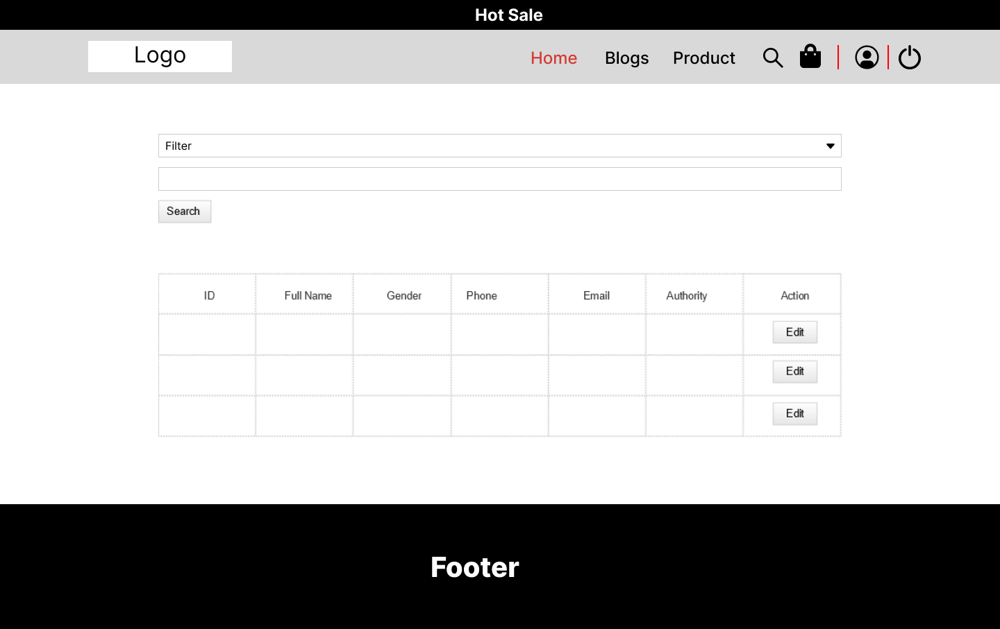 Hot Sale
Logo Home Blogs Product
Filter
Search
ID Full Name Gender Phone Email Authority Action
Edit
Edit
Edit
Footer